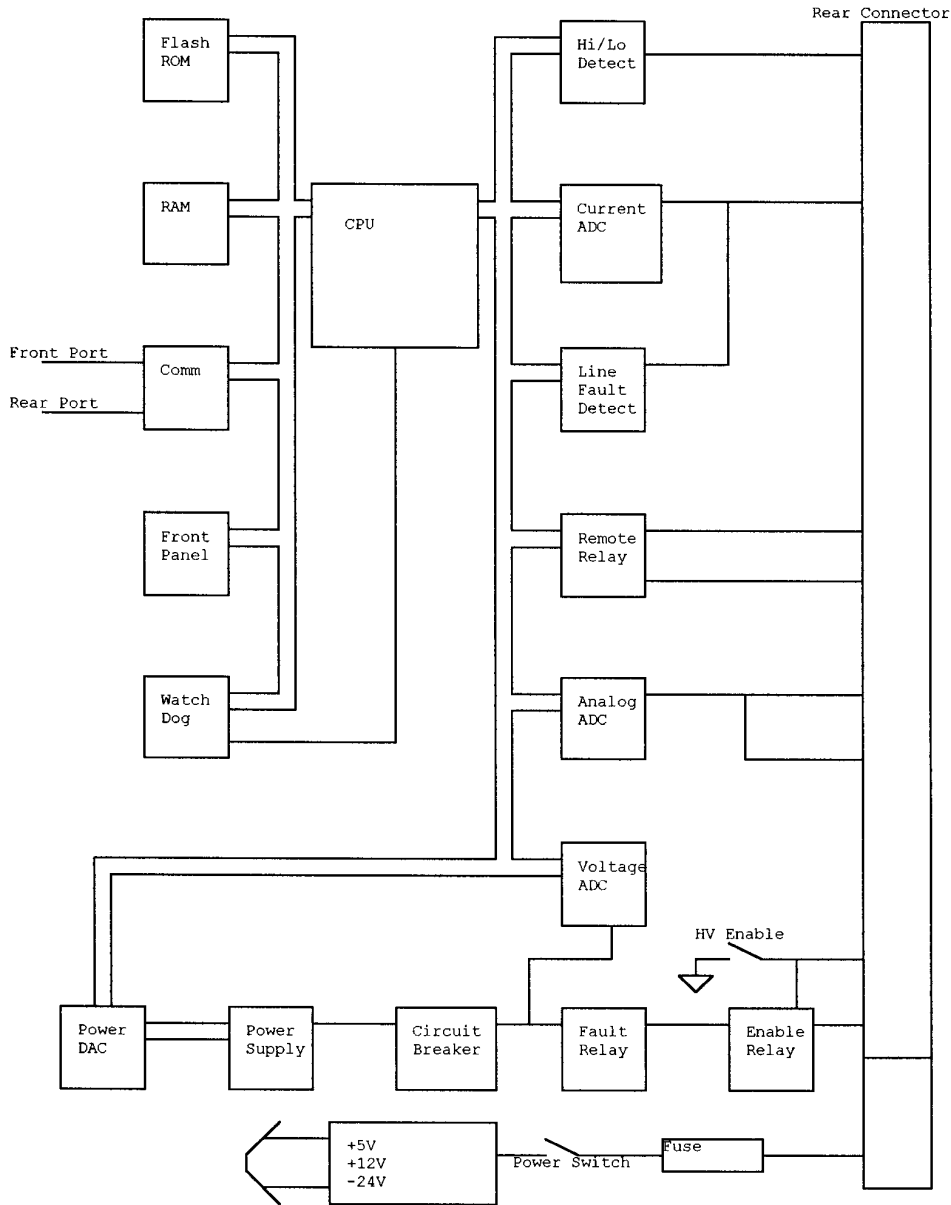 Rear Connector
Flash
ROM
Hi/Lo
Detect
RAM
CPU
Current
ADC
Front Port
Comm
Rear Port
Line
Fault
Detect
Front
Panel
Remote
Relay
Watch
Dog
Analog
ADC
Voltage
ADC
HV Enable
Power
DAC
Power
Supply
Circuit
Breaker
Fault
Relay
Enable
Relay
+5V
+12V
-24V
Power Switch
Fuse